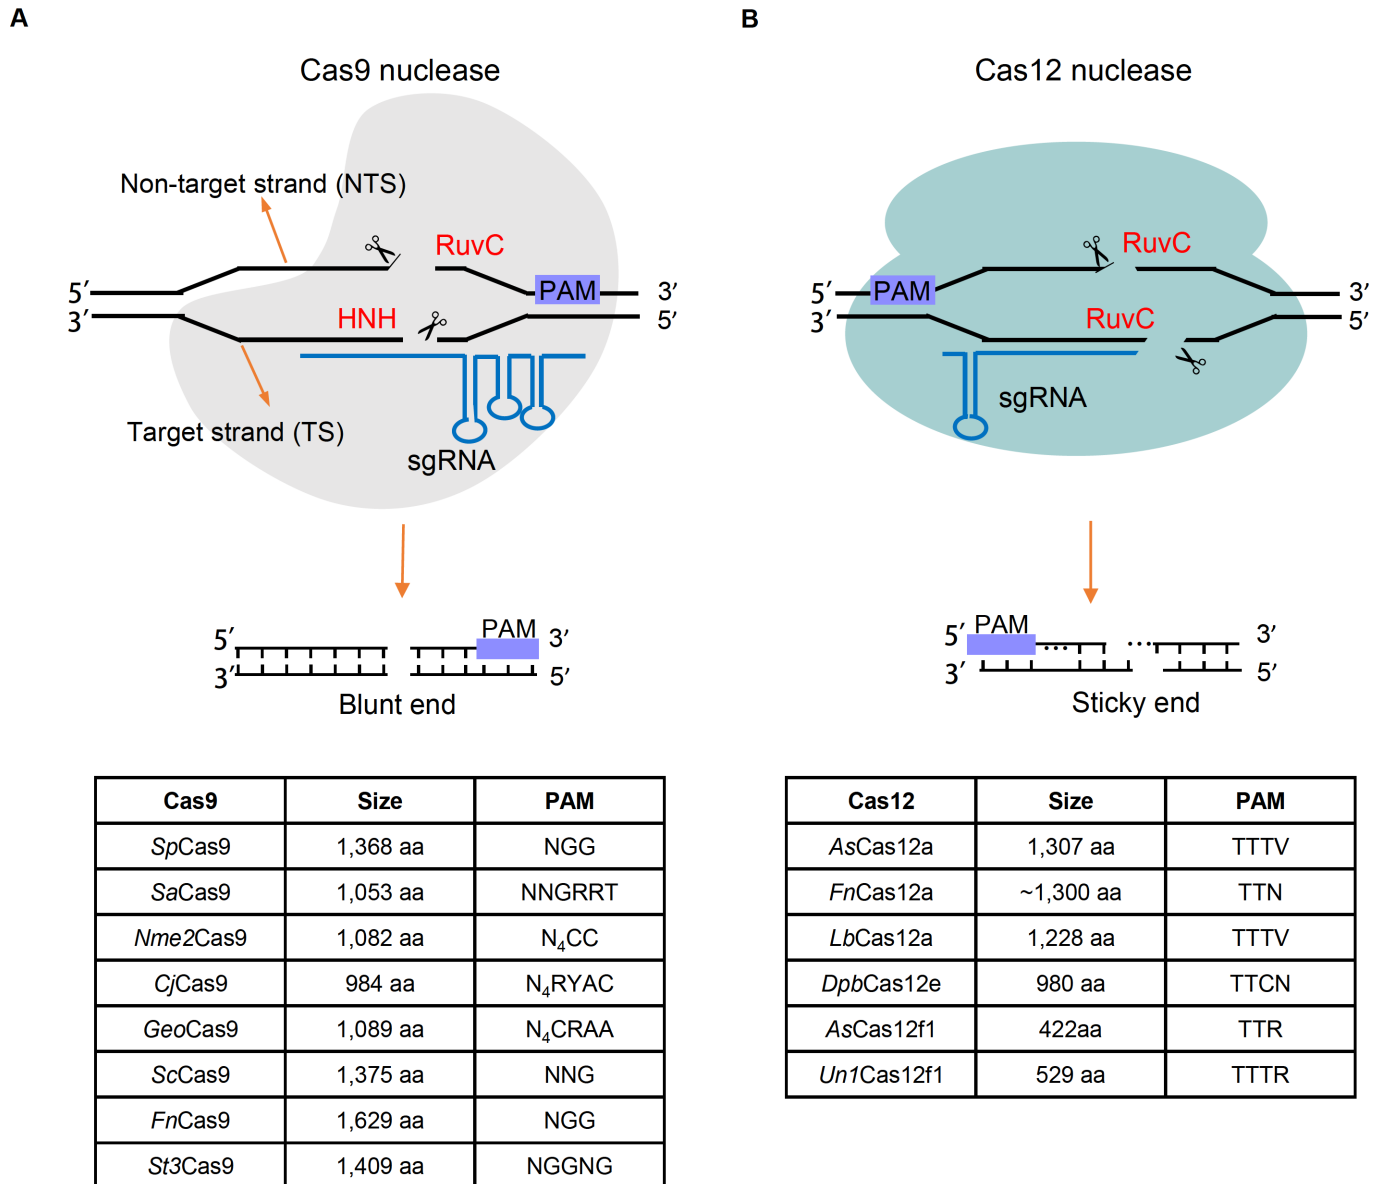 A
Cas9 nuclease
Non-target strand (NTS)
RuvC
PAM
5′
3′
3′
5′
HNH
Target strand (TS)
sgRNA
PAM
5′
3′
3′
5′
Blunt end
Cas9 Size PAM
SpCas9 1,368 aa NGG
SaCas9 1,053 aa NNGRRT
Nme2Cas9 1,082 aa N₄CC
CjCas9 984 aa N₄RYAC
GeoCas9 1,089 aa N₄CRAA
ScCas9 1,375 aa NNG
FnCas9 1,629 aa NGG
St3Cas9 1,409 aa NGGNG
B
Cas12 nuclease
RuvC
5′
PAM
3′
3′
RuvC
5′
sgRNA
PAM
5′
3′
3′
5′
Sticky end
Cas12 Size PAM
AsCas12a 1,307 aa TTTV
FnCas12a ~1,300 aa TTN
LbCas12a 1,228 aa TTTV
DpbCas12e 980 aa TTCN
AsCas12f1 422aa TTR
Un1Cas12f1 529 aa TTTR